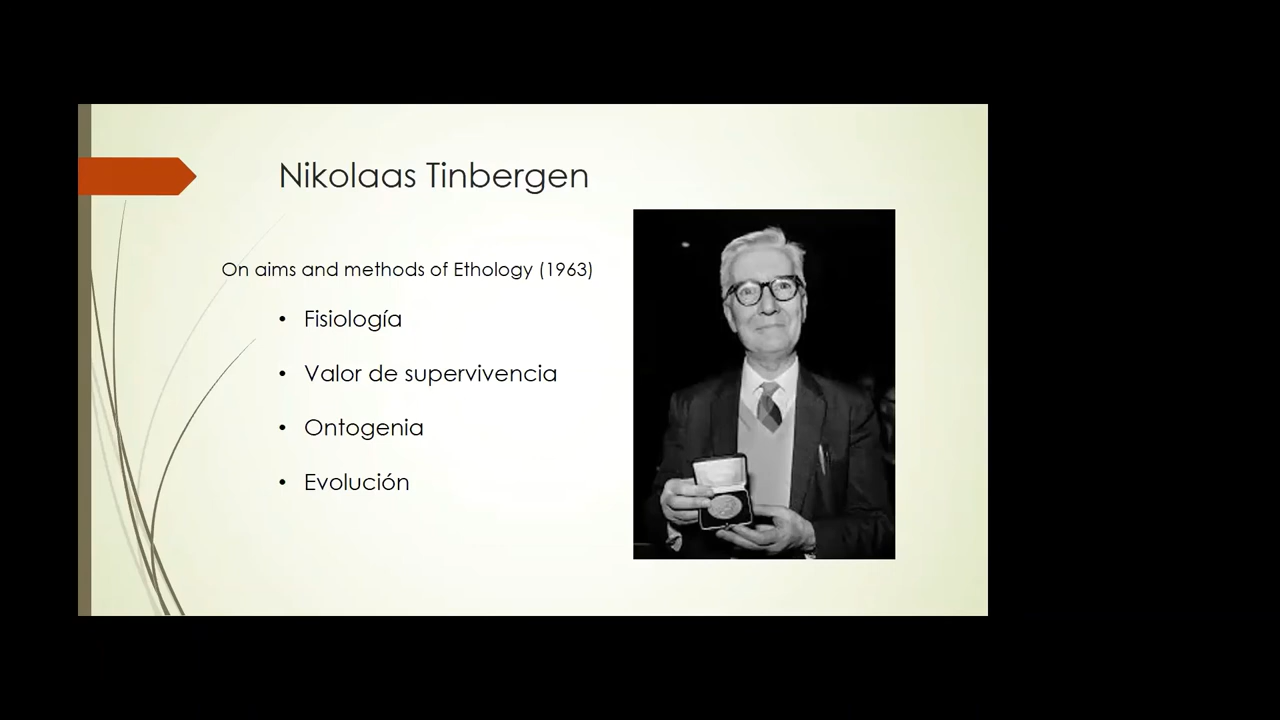 Nikolaas Tinbergen
On aims and methods of Ethology (1963)
• Fisiología
• Valor de supervivencia
• Ontogenia
• Evolución